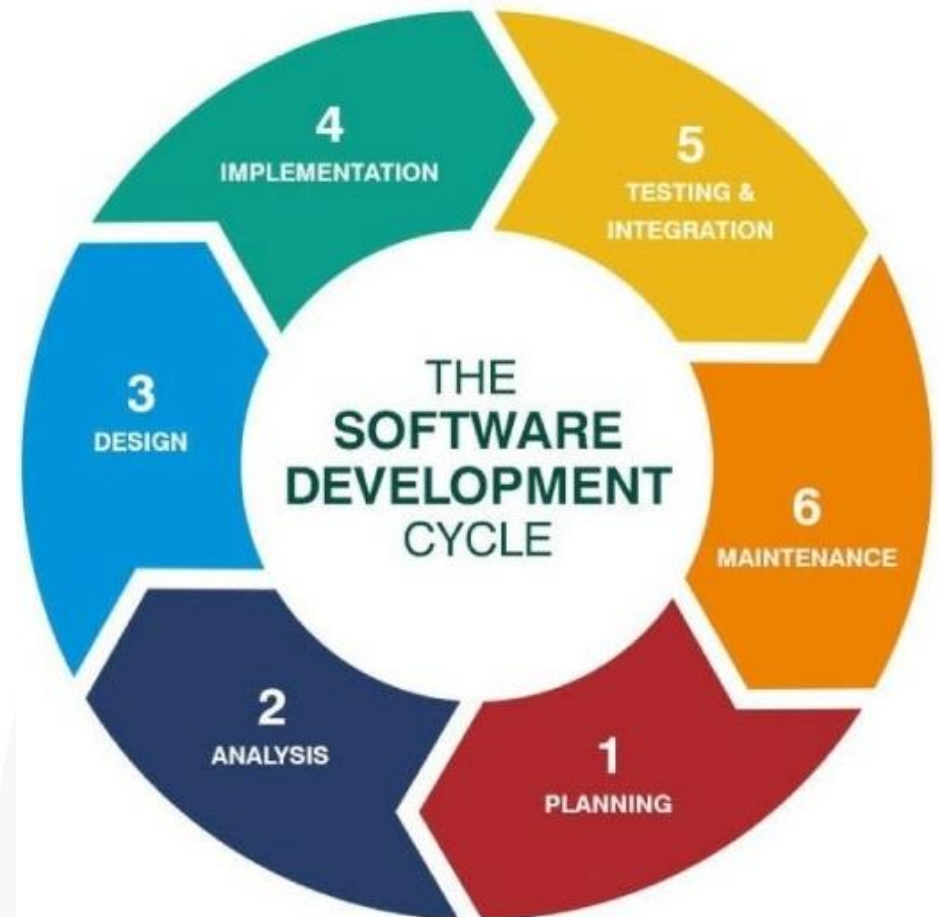 THE
SOFTWARE
DEVELOPMENT
CYCLE
1
PLANNING
2
ANALYSIS
3
DESIGN
4
IMPLEMENTATION
5
TESTING &
INTEGRATION
6
MAINTENANCE